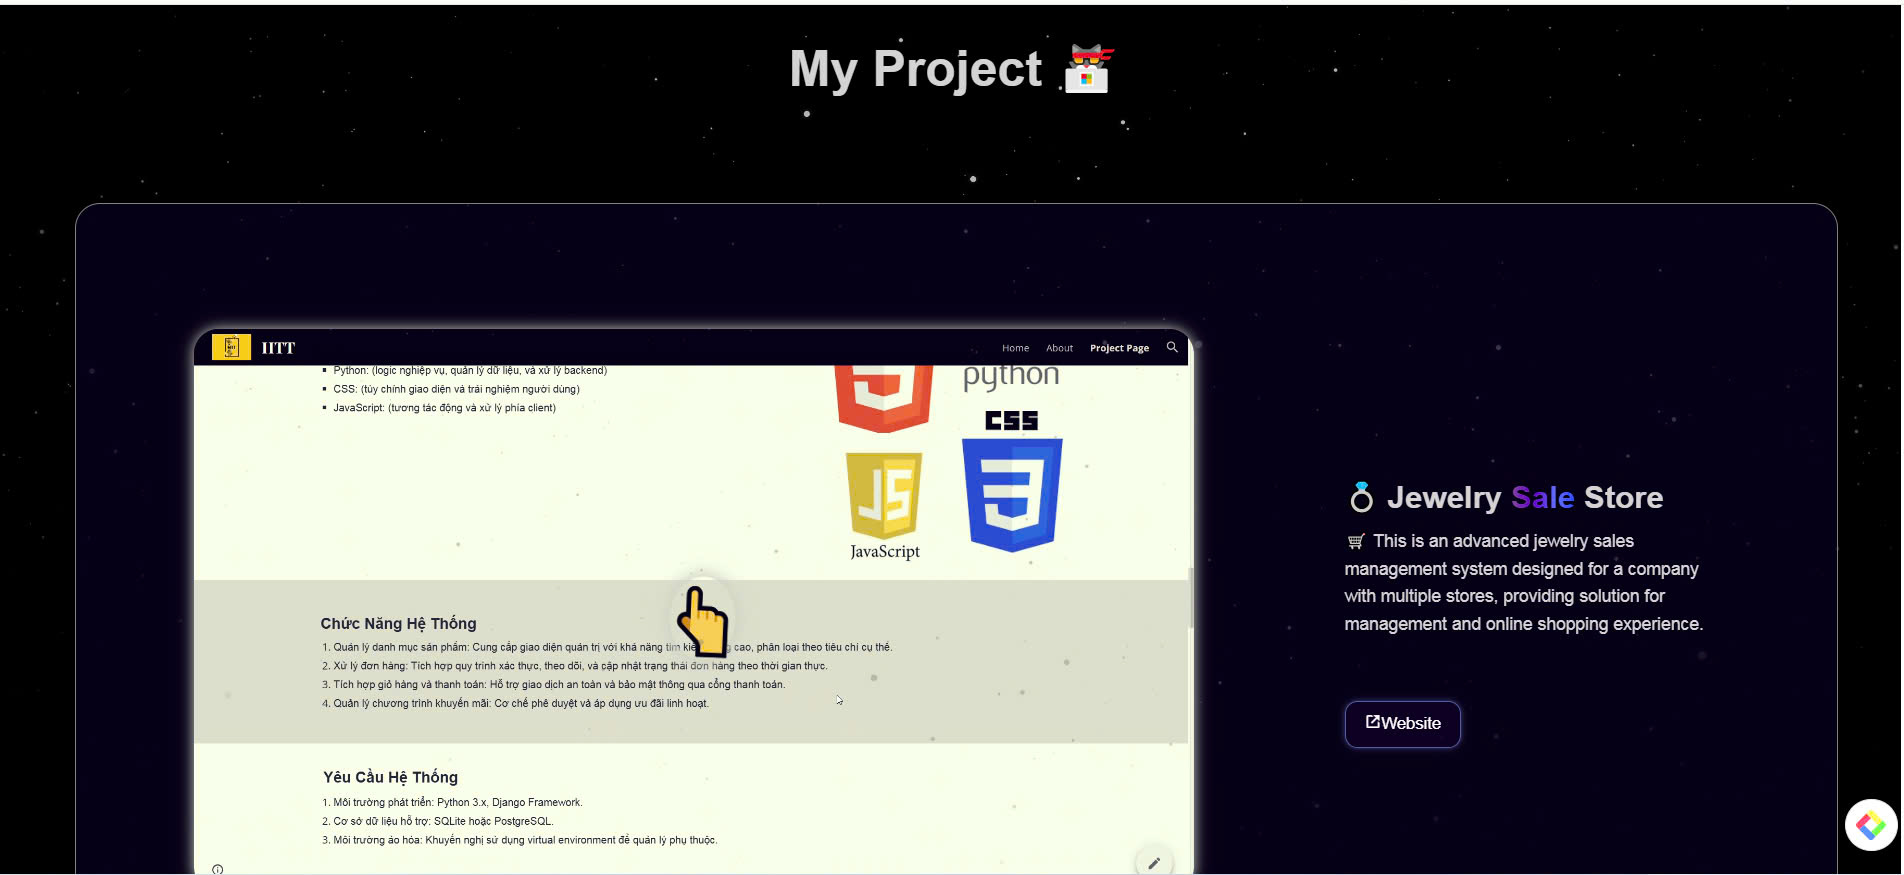 My Project
IITT
Home About Project Page
Python: (logic nghiệp vụ, quản lý dữ liệu, và xử lý backend)
CSS: (tùy chỉnh giao diện và trải nghiệm người dùng)
JavaScript: (tương tác động và xử lý phía client)
python
CSS
JS
JavaScript
Chức Năng Hệ Thống
1. Quản lý danh mục sản phẩm: Cung cấp giao diện quản trị với khả năng tìm kiế g cao, phân loại theo tiêu chí cụ thể.
2. Xử lý đơn hàng: Tích hợp quy trình xác thực, theo dõi, và cập nhật trạng thái đơn hàng theo thời gian thực.
3. Tích hợp giỏ hàng và thanh toán: Hỗ trợ giao dịch an toàn và bảo mật thông qua cổng thanh toán.
4. Quản lý chương trình khuyến mãi: Cơ chế phê duyệt và áp dụng ưu đãi linh hoạt.
Yêu Cầu Hệ Thống
1. Môi trường phát triển: Python 3.x, Django Framework.
2. Cơ sở dữ liệu hỗ trợ: SQLite hoặc PostgreSQL.
3. Môi trường ảo hóa: Khuyến nghị sử dụng virtual environment để quản lý phụ thuộc.
Jewelry Sale Store
This is an advanced jewelry sales
management system designed for a company
with multiple stores, providing solution for
management and online shopping experience.
Website